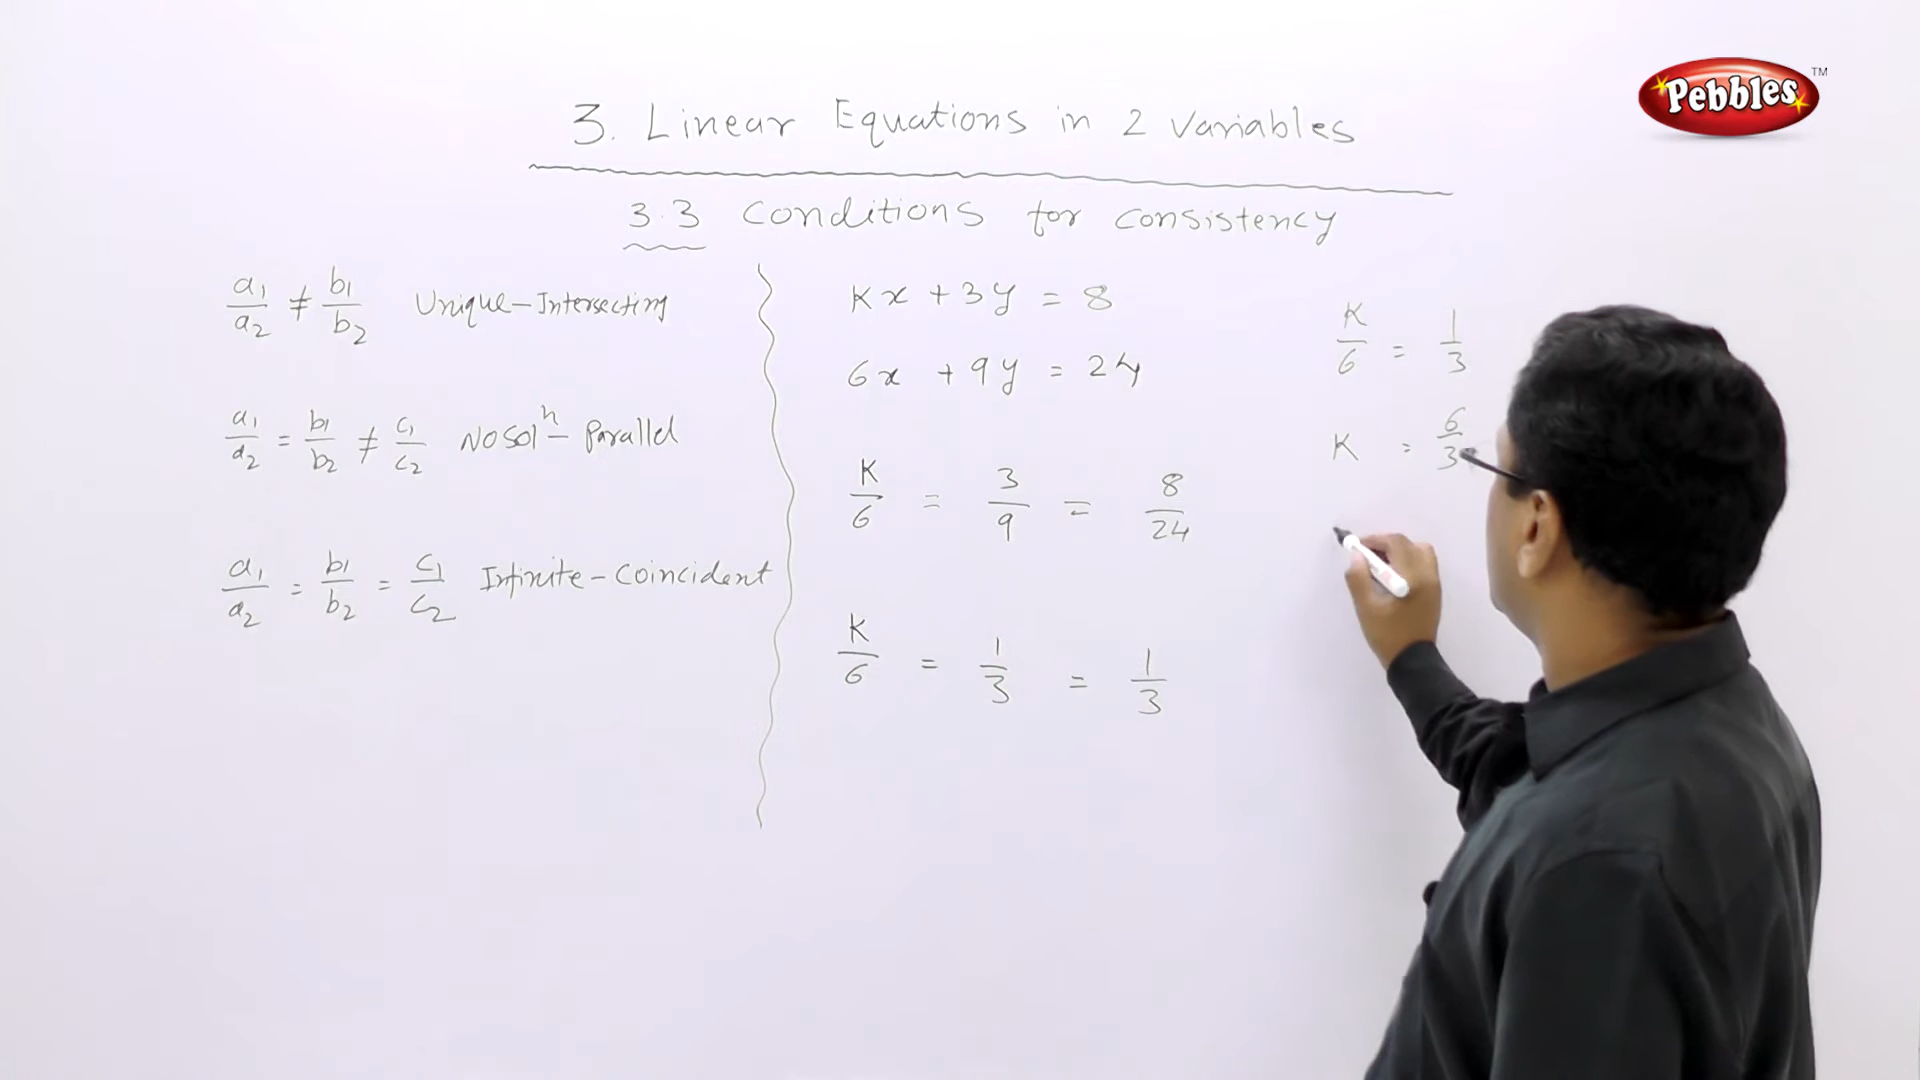 Pebbles™
3. Linear Equations in 2 Variables
3.3 Conditions for Consistency
a₁/a₂ ≠ b₁/b₂ Unique-Intersecting
a₁/a₂ = b₁/b₂ ≠ c₁/c₂ No Solⁿ - Parallel
a₁/a₂ = b₁/b₂ = c₁/c₂ Infinite-Coincident
Kx + 3y = 8
6x + 9y = 24
K/6 = 3/9 = 8/24
K/6 = 1/3 = 1/3
K/6 = 1/3
K = 6/3